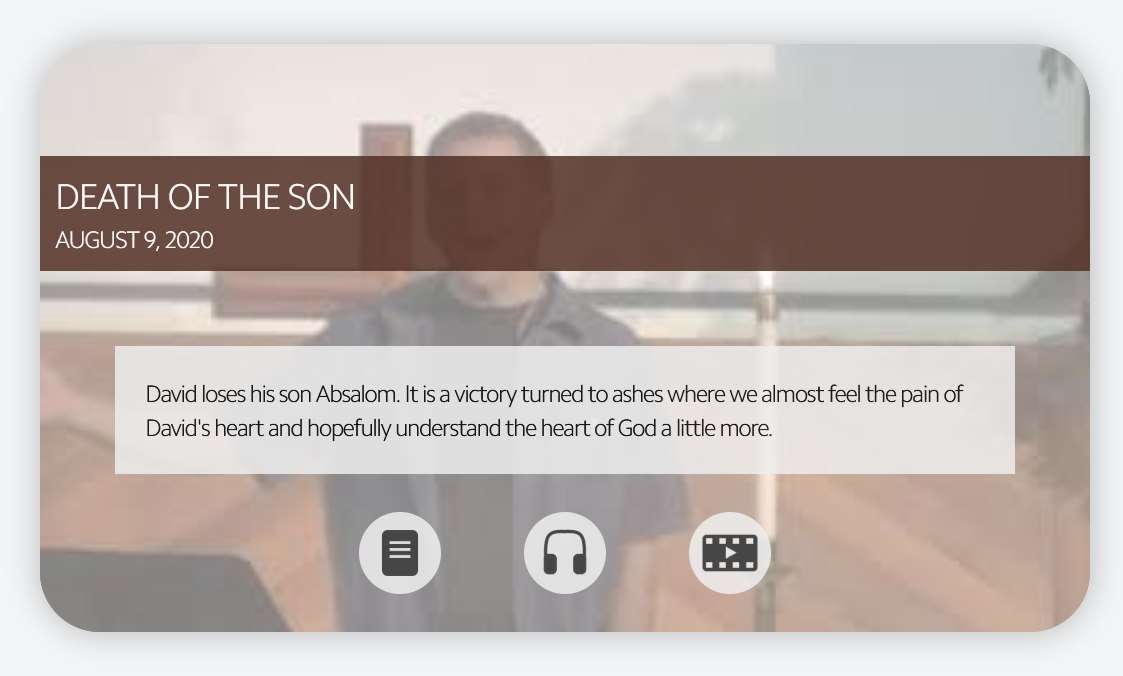 DEATH OF THE SON
AUGUST 9, 2020
David loses his son Absalom. It is a victory turned to ashes where we almost feel the pain of
David's heart and hopefully understand the heart of God a little more.